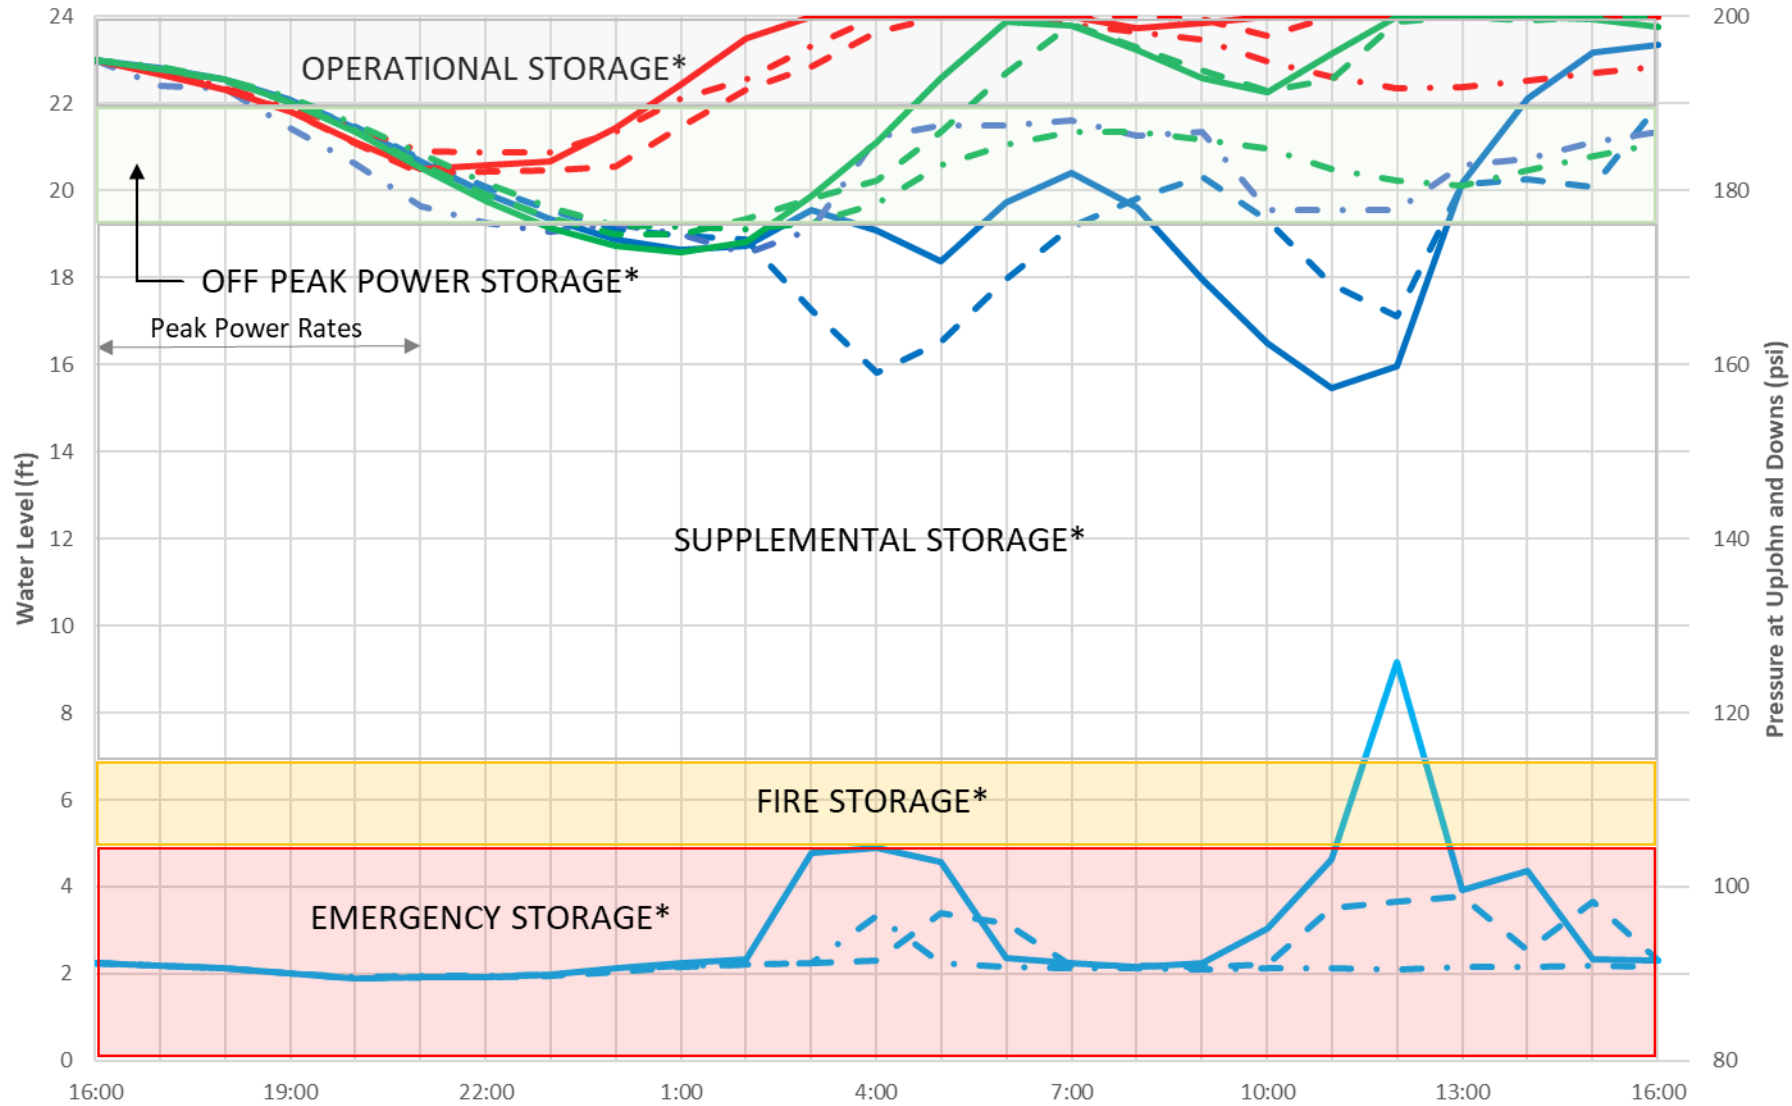 24
22
20
18
16
14
12
10
8
6
4
2
0
Water Level (ft)
200
180
160
140
120
100
80
Pressure at UpJohn and Downs (psi)
OPERATIONAL STORAGE*
OFF PEAK POWER STORAGE*
Peak Power Rates
SUPPLEMENTAL STORAGE*
FIRE STORAGE*
EMERGENCY STORAGE*
16:00 19:00 22:00 1:00 4:00 7:00 10:00 13:00 16:00